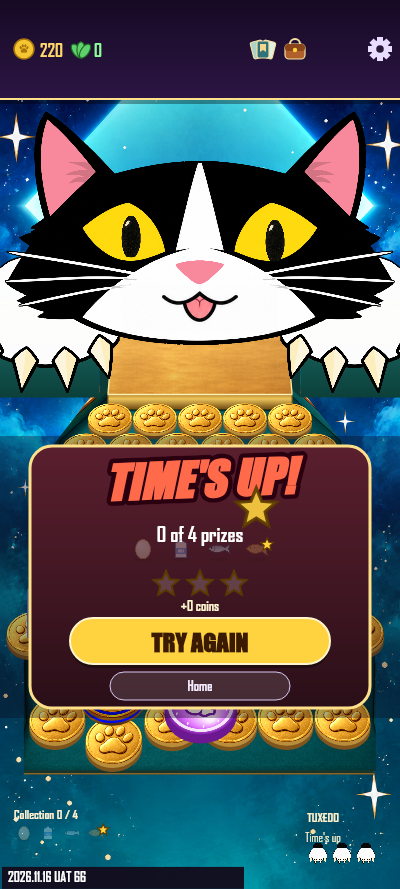 220 0
TIME'S UP!
0 of 4 prizes
+0 coins
TRY AGAIN
Home
Collection 0 / 4
TUXEDO
Time's up
2026.11.16 UAT 66